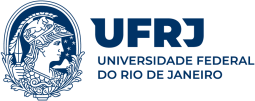 UFRJ
UNIVERSIDADE FEDERAL
DO RIO DE JANEIRO